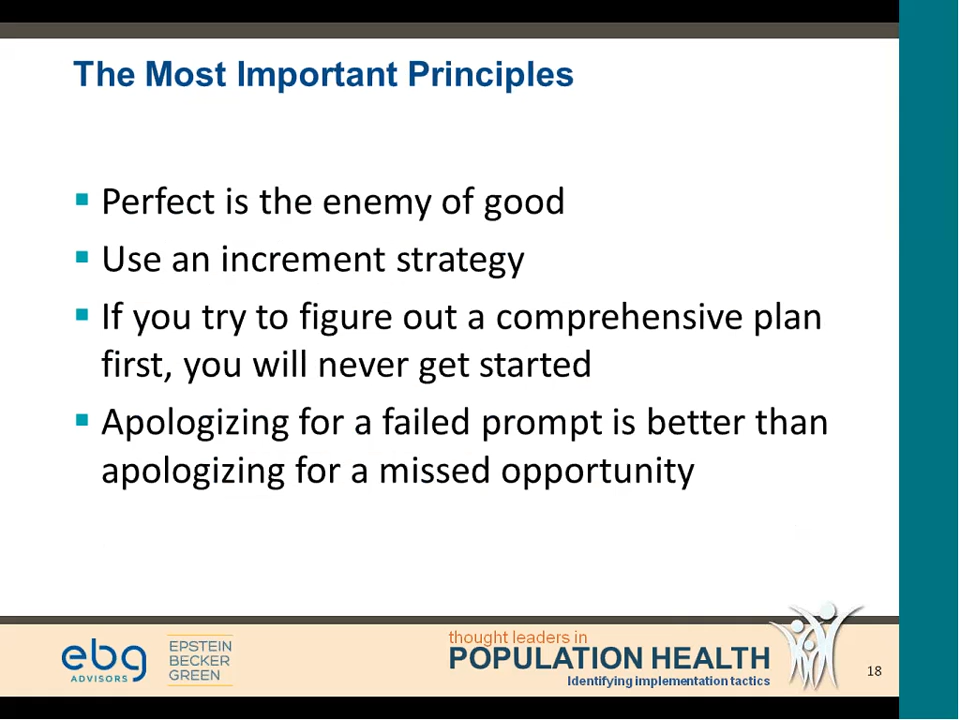 The Most Important Principles
Perfect is the enemy of good
Use an increment strategy
If you try to figure out a comprehensive plan
first, you will never get started
Apologizing for a failed prompt is better than
apologizing for a missed opportunity
ebg
ADVISORS
EPSTEIN
BECKER
GREEN
thought leaders in
POPULATION HEALTH
Identifying implementation tactics
18